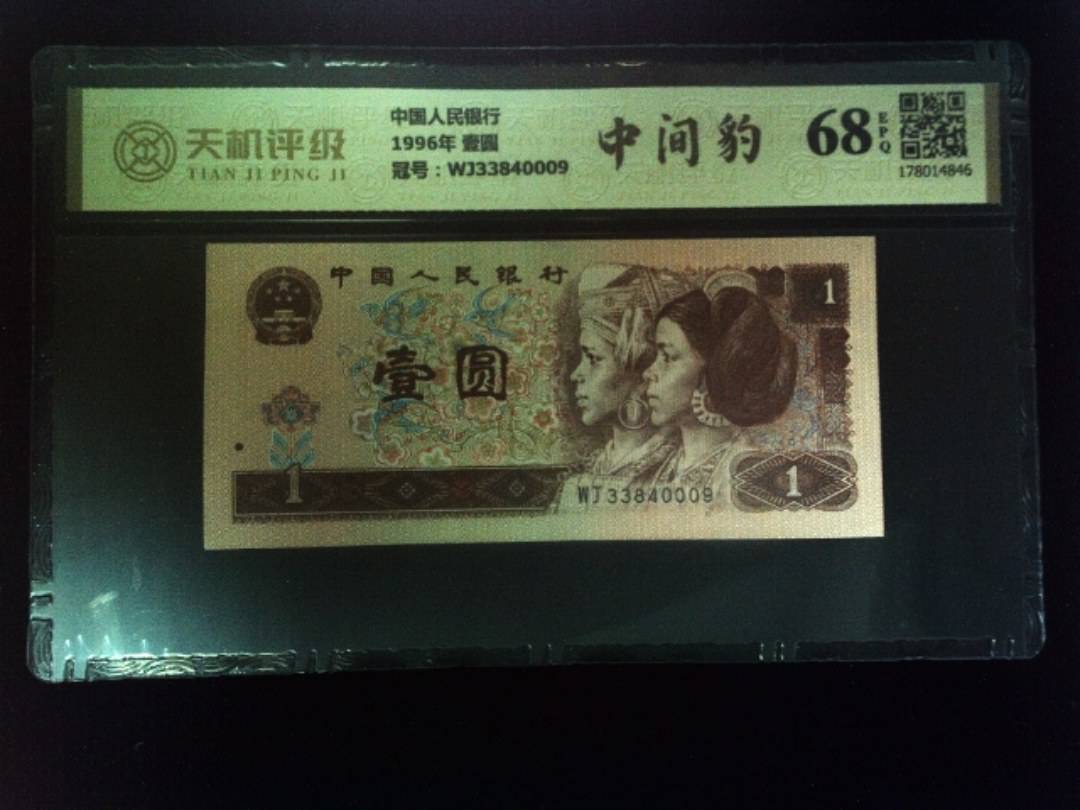 天机评级
TIAN JI PING JI
中国人民银行
1996年 壹圆
冠号：WJ33840009
中间豹
68
EPQ
178014846
中国人民银行
1
壹圆
1
WJ33840009
1